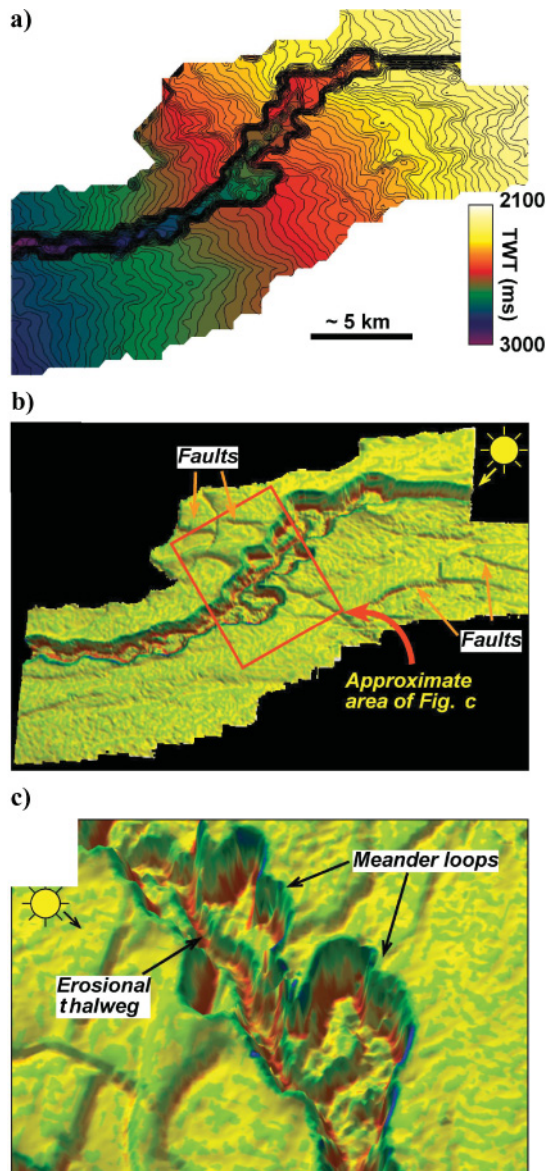 a)
2100
TWT (ms)
3000
~ 5 km
b)
Faults
Faults
Approximate
area of Fig. c
c)
Meander loops
Erosional
thalweg